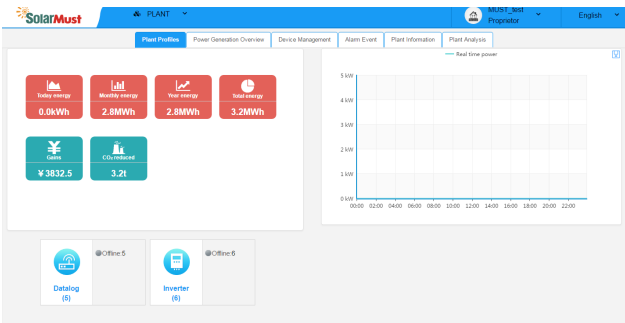 SolarMust
PLANT
MUST_test
Proprietor
English
Plant Profiles
Power Generation Overview
Device Management
Alarm Event
Plant Information
Plant Analysis
Today energy
0.0kWh
Monthly energy
2.8MWh
Year energy
2.8MWh
Total energy
3.2MWh
Gains
¥3832.5
CO₂ reduced
3.2t
Real time power
5 kW
4 kW
3 kW
2 kW
1 kW
0 kW
00:00 02:00 04:00 06:00 08:00 10:00 12:00 14:00 16:00 18:00 20:00 22:00
Datalog
(5)
Offline:5
Inverter
(6)
Offline:6